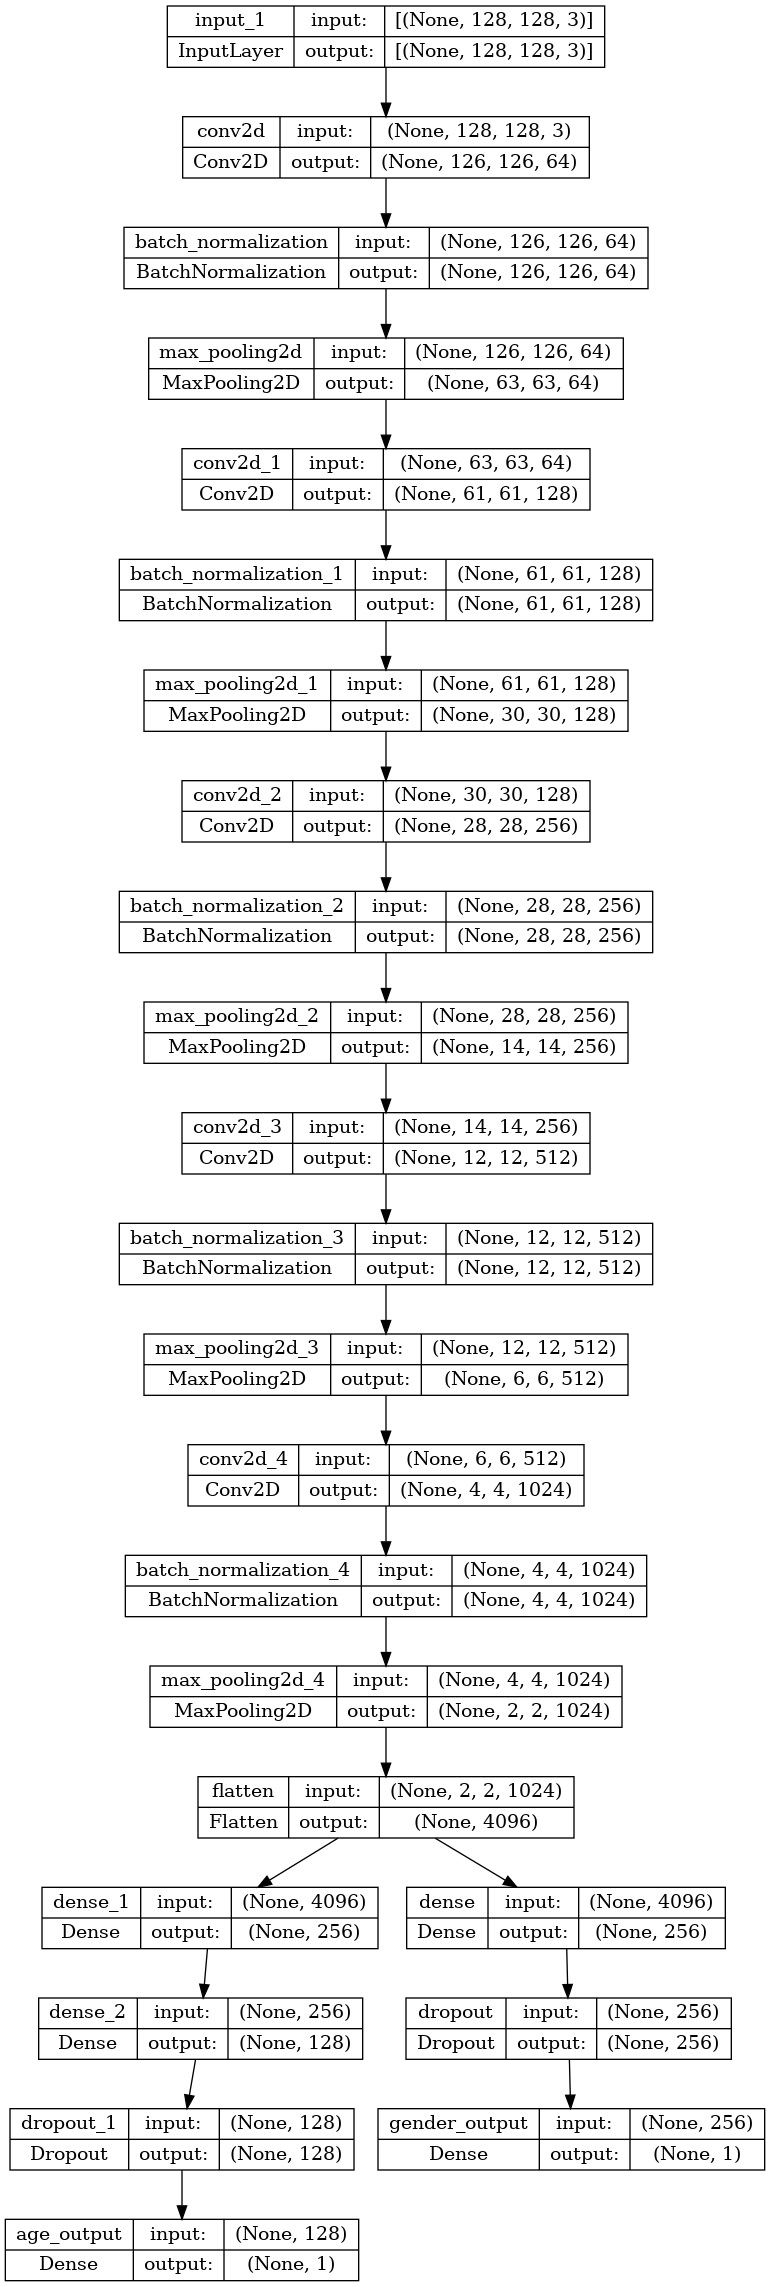 input_1 input: [(None, 128, 128, 3)]
InputLayer output: [(None, 128, 128, 3)]
conv2d input: (None, 128, 128, 3)
Conv2D output: (None, 126, 126, 64)
batch_normalization input: (None, 126, 126, 64)
BatchNormalization output: (None, 126, 126, 64)
max_pooling2d input: (None, 126, 126, 64)
MaxPooling2D output: (None, 63, 63, 64)
conv2d_1 input: (None, 63, 63, 64)
Conv2D output: (None, 61, 61, 128)
batch_normalization_1 input: (None, 61, 61, 128)
BatchNormalization output: (None, 61, 61, 128)
max_pooling2d_1 input: (None, 61, 61, 128)
MaxPooling2D output: (None, 30, 30, 128)
conv2d_2 input: (None, 30, 30, 128)
Conv2D output: (None, 28, 28, 256)
batch_normalization_2 input: (None, 28, 28, 256)
BatchNormalization output: (None, 28, 28, 256)
max_pooling2d_2 input: (None, 28, 28, 256)
MaxPooling2D output: (None, 14, 14, 256)
conv2d_3 input: (None, 14, 14, 256)
Conv2D output: (None, 12, 12, 512)
batch_normalization_3 input: (None, 12, 12, 512)
BatchNormalization output: (None, 12, 12, 512)
max_pooling2d_3 input: (None, 12, 12, 512)
MaxPooling2D output: (None, 6, 6, 512)
conv2d_4 input: (None, 6, 6, 512)
Conv2D output: (None, 4, 4, 1024)
batch_normalization_4 input: (None, 4, 4, 1024)
BatchNormalization output: (None, 4, 4, 1024)
max_pooling2d_4 input: (None, 4, 4, 1024)
MaxPooling2D output: (None, 2, 2, 1024)
flatten input: (None, 2, 2, 1024)
Flatten output: (None, 4096)
dense_1 input: (None, 4096)
Dense output: (None, 256)
dense input: (None, 4096)
Dense output: (None, 256)
dense_2 input: (None, 256)
Dense output: (None, 128)
dropout input: (None, 256)
Dropout output: (None, 256)
dropout_1 input: (None, 128)
Dropout output: (None, 128)
gender_output input: (None, 256)
Dense output: (None, 1)
age_output input: (None, 128)
Dense output: (None, 1)